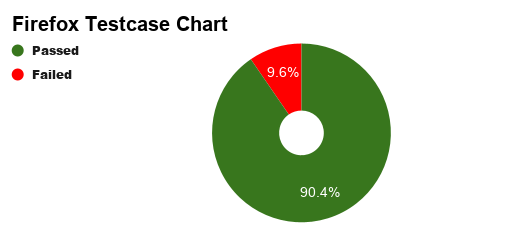 Firefox Testcase Chart
Passed
Failed
9.6%
90.4%